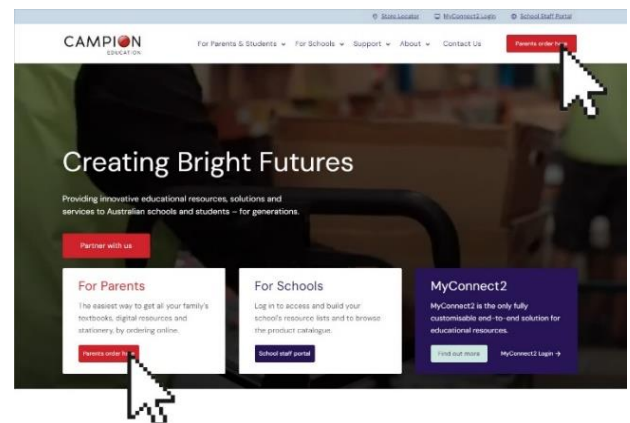 Store Locator MyConnect2 Login School Staff Portal
CAMPION
EDUCATION
For Parents & Students For Schools Support About Contact Us Parents order here
Creating Bright Futures
Providing innovative educational resources, solutions and
services to Australian schools and students – for generations.
Partner with us
For Parents
The easiest way to get all your family's
textbooks, digital resources and
stationery, by ordering online.
Parents order here
For Schools
Log in to access and build your
school's resource lists and to browse
the product catalogue.
School staff portal
MyConnect2
MyConnect2 is the only fully
customisable end-to-end solution for
educational resources.
Find out more MyConnect2 Login →